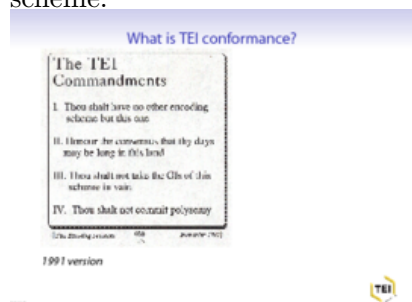 scheme.
What is TEI conformance?
The TEI
Commandments
I. Thou shalt have no other encoding
scheme but this one
II. Honour the consensus that thy days
may be long in this land
III. Thou shalt not take the GIs of this
scheme in vain
IV. Thou shalt not commit polysemy
1991 version
TEI